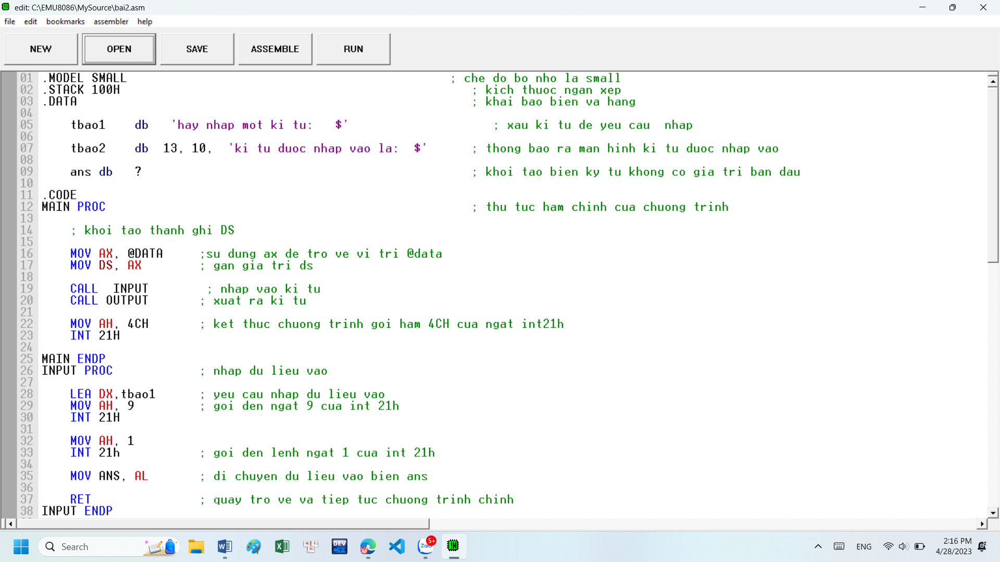 edit: C:\EMU8086\MySource\bai2.asm
file edit bookmarks assembler help
NEW OPEN SAVE ASSEMBLE RUN
01 .MODEL SMALL ; che do bo nho la small
02 .STACK 100H ; kich thuoc ngan xep
03 .DATA ; khai bao bien va hang
04
05 tbao1 db 'hay nhap mot ki tu: $' ; xau ki tu de yeu cau nhap
06
07 tbao2 db 13, 10, 'ki tu duoc nhap vao la: $' ; thong bao ra man hinh ki tu duoc nhap vao
08
09 ans db ? ; khoi tao bien ky tu khong co gia tri ban dau
10
11 .CODE
12 MAIN PROC ; thu tuc ham chinh cua chuong trinh
13
14 ; khoi tao thanh ghi DS
15
16 MOV AX, @DATA ;su dung ax de tro ve vi tri @data
17 MOV DS, AX ; gan gia tri ds
18
19 CALL INPUT ; nhap vao ki tu
20 CALL OUTPUT ; xuat ra ki tu
21
22 MOV AH, 4CH ; ket thuc chuong trinh goi ham 4CH cua ngat int21h
23 INT 21H
24
25 MAIN ENDP
26 INPUT PROC ; nhap du lieu vao
27
28 LEA DX,tbao1 ; yeu cau nhap du lieu vao
29 MOV AH, 9 ; goi den ngat 9 cua int 21h
30 INT 21H
31
32 MOV AH, 1
33 INT 21h ; goi den lenh ngat 1 cua int 21h
34
35 MOV ANS, AL ; di chuyen du lieu vao bien ans
36
37 RET ; quay tro ve va tiep tuc chuong trinh chinh
38 INPUT ENDP
Search DEV C++ Zalo 5+ ENG 2:16 PM
4/28/2023